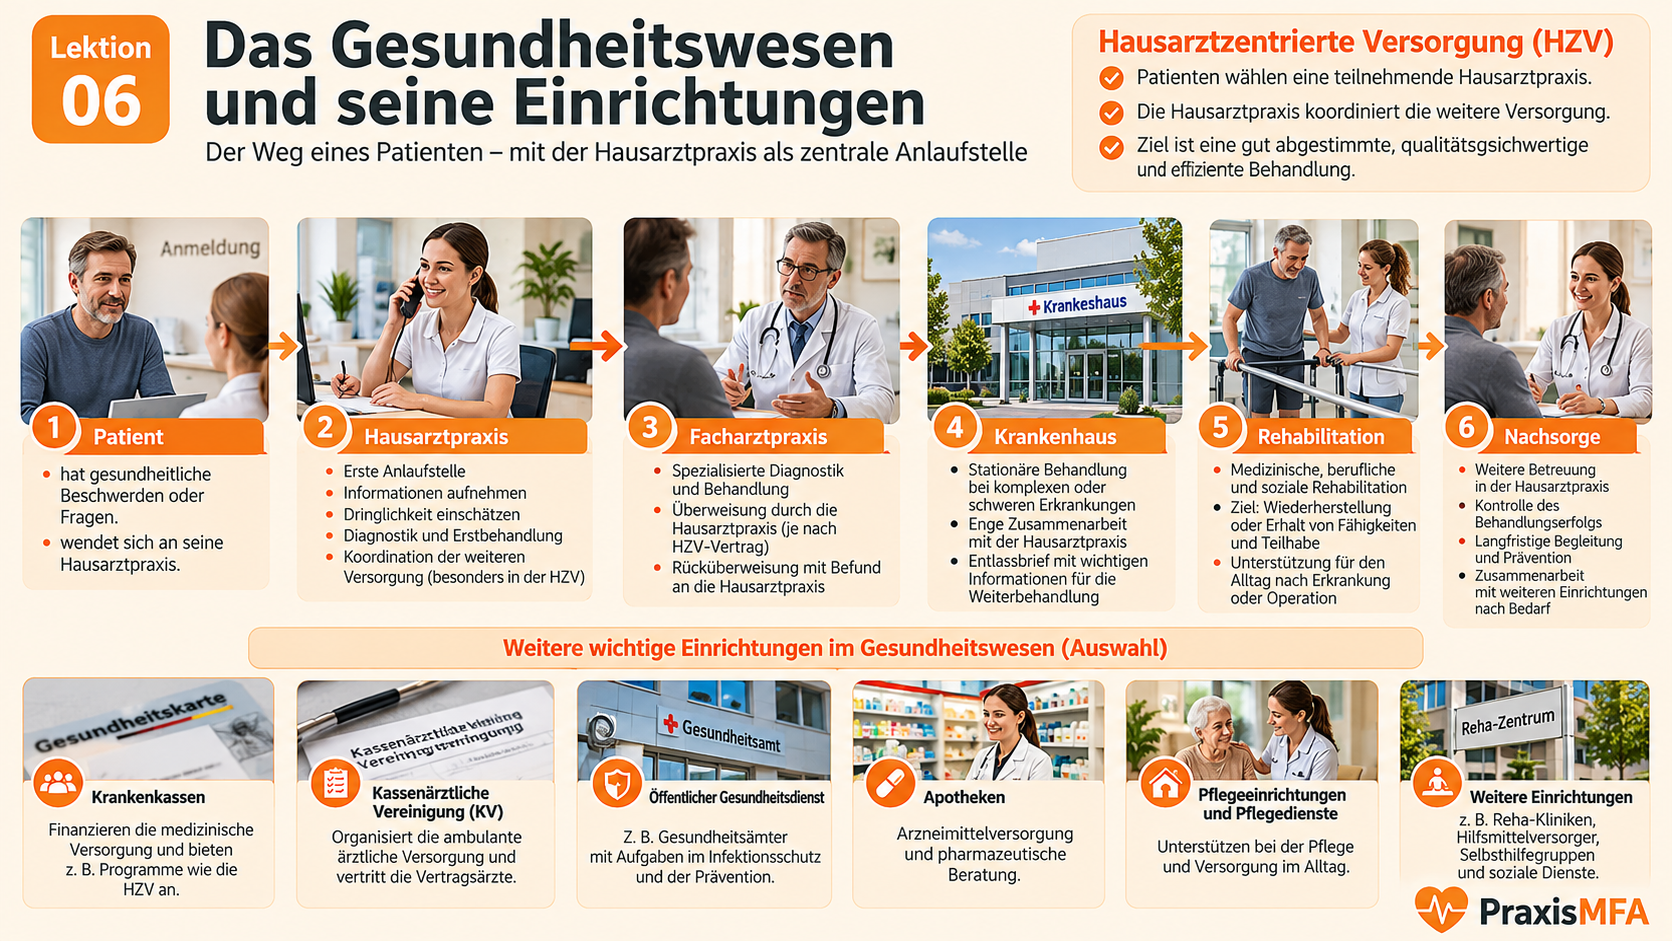 Lektion
06
Das Gesundheitswesen
und seine Einrichtungen
Der Weg eines Patienten – mit der Hausarztpraxis als zentrale Anlaufstelle
Hausarztzentrierte Versorgung (HZV)
Patienten wählen eine teilnehmende Hausarztpraxis.
Die Hausarztpraxis koordiniert die weitere Versorgung.
Ziel ist eine gut abgestimmte, qualitätsgsichwertige
und effiziente Behandlung.
Anmeldung
1 Patient
• hat gesundheitliche
Beschwerden oder
Fragen.
• wendet sich an seine
Hausarztpraxis.
2 Hausarztpraxis
• Erste Anlaufstelle
• Informationen aufnehmen
• Dringlichkeit einschätzen
• Diagnostik und Erstbehandlung
• Koordination der weiteren
Versorgung (besonders in der HZV)
3 Facharztpraxis
• Spezialisierte Diagnostik
und Behandlung
• Überweisung durch die
Hausarztpraxis (je nach
HZV-Vertrag)
• Rücküberweisung mit Befund
an die Hausarztpraxis
Krankeshaus
4 Krankenhaus
• Stationäre Behandlung
bei komplexen oder
schweren Erkrankungen
• Enge Zusammenarbeit
mit der Hausarztpraxis
• Entlassbrief mit wichtigen
Informationen für die
Weiterbehandlung
5 Rehabilitation
• Medizinische, berufliche
und soziale Rehabilitation
• Ziel: Wiederherstellung
oder Erhalt von Fähigkeiten
und Teilhabe
• Unterstützung für den
Alltag nach Erkrankung
oder Operation
6 Nachsorge
• Weitere Betreuung
in der Hausarztpraxis
• Kontrolle des
Behandlungserfolgs
• Langfristige Begleitung
und Prävention
• Zusammenarbeit
mit weiteren Einrichtungen
nach Bedarf
Weitere wichtige Einrichtungen im Gesundheitswesen (Auswahl)
Gesundheitskarte
Krankenkassen
Finanzieren die medizinische
Versorgung und bieten
z. B. Programme wie die
HZV an.
Kassenärztliche
Kassenärztliche
Vereinigung (KV)
Organisiert die ambulante
ärztliche Versorgung und
vertritt die Vertragsärzte.
Gesundheitsamt
Öffentlicher Gesundheitsdienst
Z. B. Gesundheitsämter
mit Aufgaben im Infektionsschutz
und der Prävention.
Apotheken
Arzneimittelversorgung
und pharmazeutische
Beratung.
Pflegeeinrichtungen
und Pflegedienste
Unterstützen bei der Pflege
und Versorgung im Alltag.
Reha-Zentrum
Weitere Einrichtungen
z. B. Reha-Kliniken,
Hilfsmittelversorger,
Selbsthilfegruppen
und soziale Dienste.
PraxisMFA